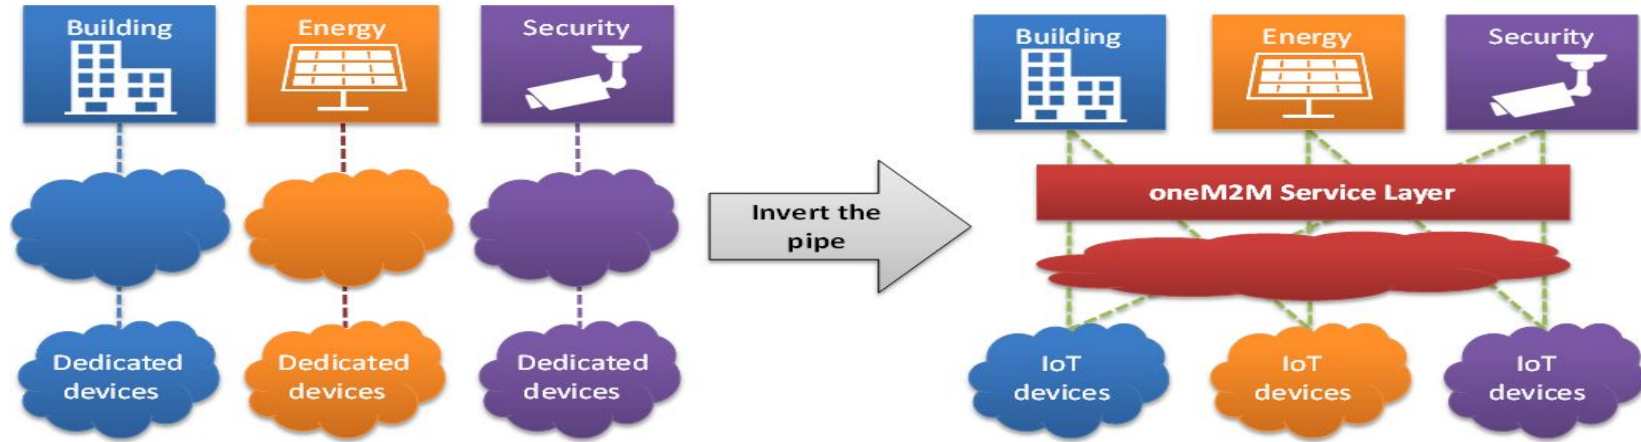 Building
Energy
Security
Dedicated
devices
Dedicated
devices
Dedicated
devices
Invert the
pipe
Building
Energy
Security
oneM2M Service Layer
IoT
devices
IoT
devices
IoT
devices